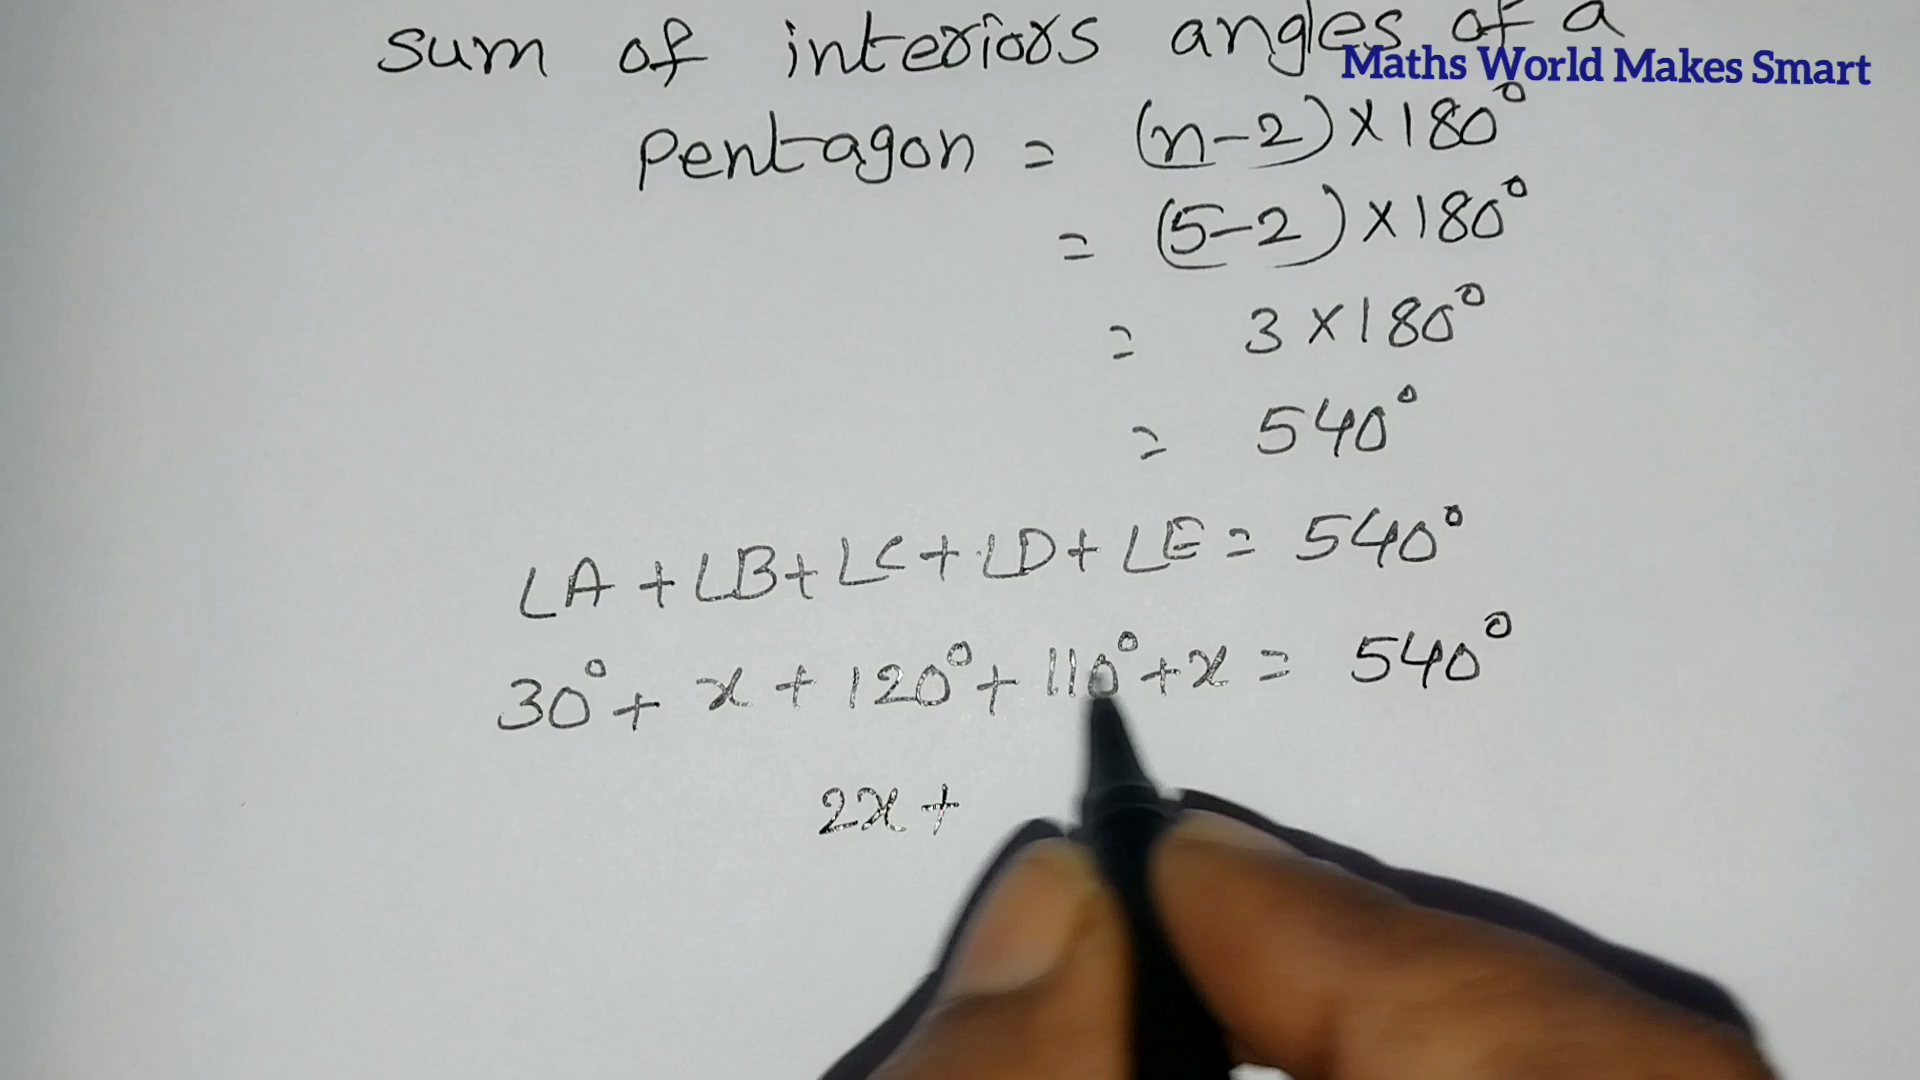 sum of interiors angles of a
Maths World Makes Smart
Pentagon = (n-2)×180°
= (5-2)×180°
= 3×180°
= 540°
∠A+∠B+∠C+∠D+∠E = 540°
30°+x+120°+110°+x = 540°
2x+